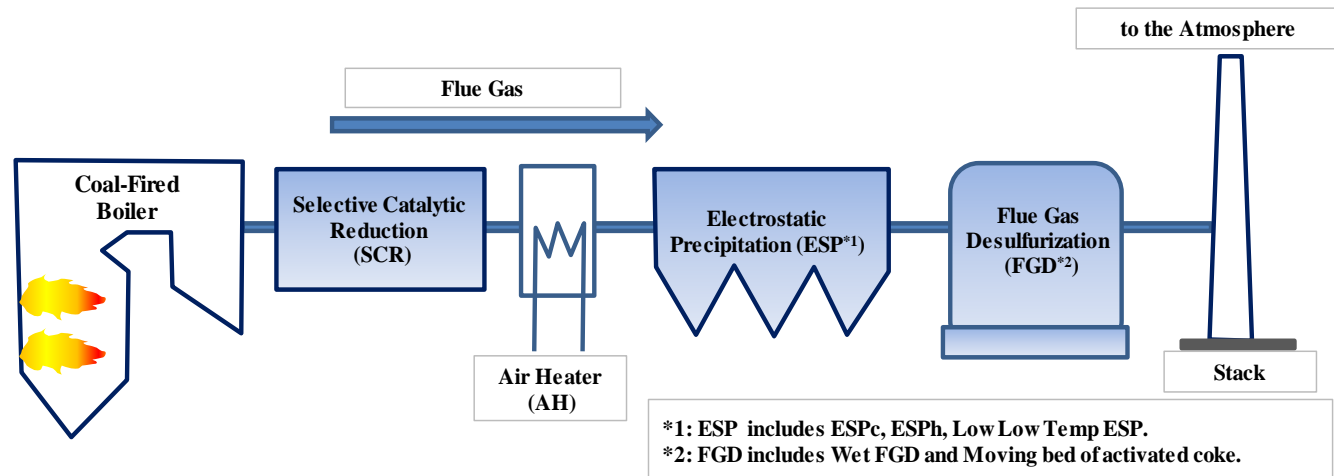 to the Atmosphere
Flue Gas
Coal-Fired
Boiler
Selective Catalytic
Reduction
(SCR)
Electrostatic
Precipitation (ESP*1)
Flue Gas
Desulfurization
(FGD*2)
Air Heater
(AH)
Stack
*1: ESP includes ESPc, ESPh, Low Low Temp ESP.
*2: FGD includes Wet FGD and Moving bed of activated coke.